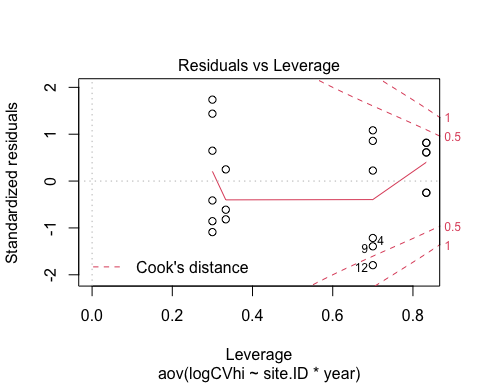 Residuals vs Leverage
Standardized residuals
2
1
0
-1
-2
1
0.5
0.5
1
4
9
12
Cook's distance
0.0 0.2 0.4 0.6 0.8
Leverage
aov(logCVhi ~ site.ID * year)